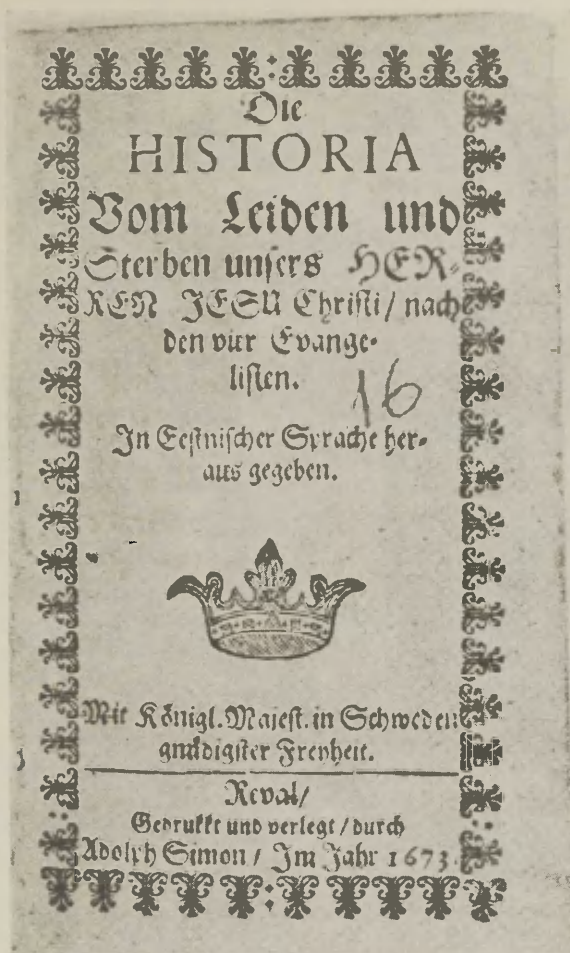 Die
HISTORIA
Vom Leiden und
Sterben unsers HER-
REN JESU Christi / nach
den vier Evange-
listen.
16
In Eestnischer Sprache her-
aus gegeben.
Mit Königl. Majest. in Schweden
gnädigster Freyheit.
Reval /
Gedrukkt und verlegt / durch
Adolph Simon / Im Jahr 1673.